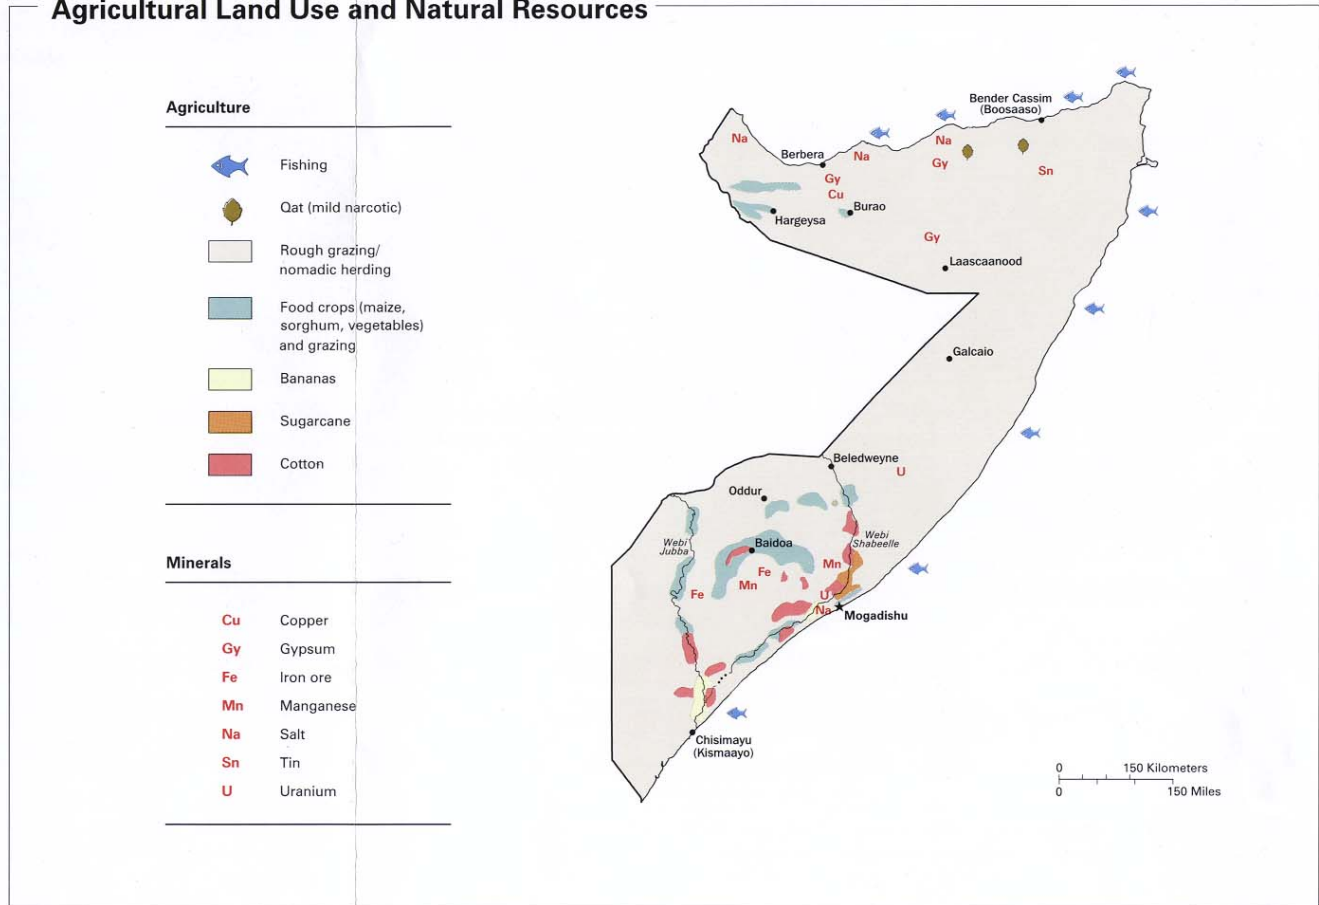 Agricultural Land Use and Natural Resources
Agriculture
Fishing
Qat (mild narcotic)
Rough grazing/
nomadic herding
Food crops (maize,
sorghum, vegetables)
and grazing
Bananas
Sugarcane
Cotton
Minerals
Cu Copper
Gy Gypsum
Fe Iron ore
Mn Manganese
Na Salt
Sn Tin
U Uranium
Bender Cassim
(Boosaaso)
Na
Berbera
Na
Na
Gy
Sn
Gy
Cu
Hargeysa
Burao
Gy
Laascaanood
Galcaio
Beledweyne
U
Oddur
Webi
Jubba
Baidoa
Webi
Shabeelle
Fe
Mn
Mn
Fe
U
Na
Mogadishu
Chisimayu
(Kismaayo)
0 150 Kilometers
0 150 Miles